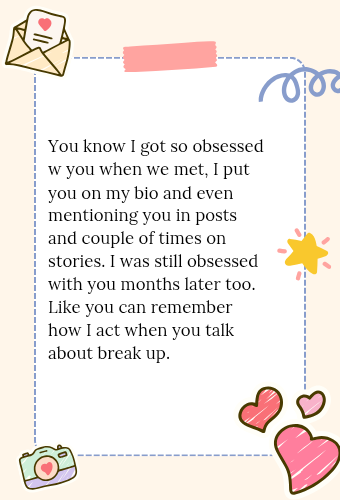 You know I got so obsessed
w you when we met, I put
you on my bio and even
mentioning you in posts
and couple of times on
stories. I was still obsessed
with you months later too.
Like you can remember
how I act when you talk
about break up.